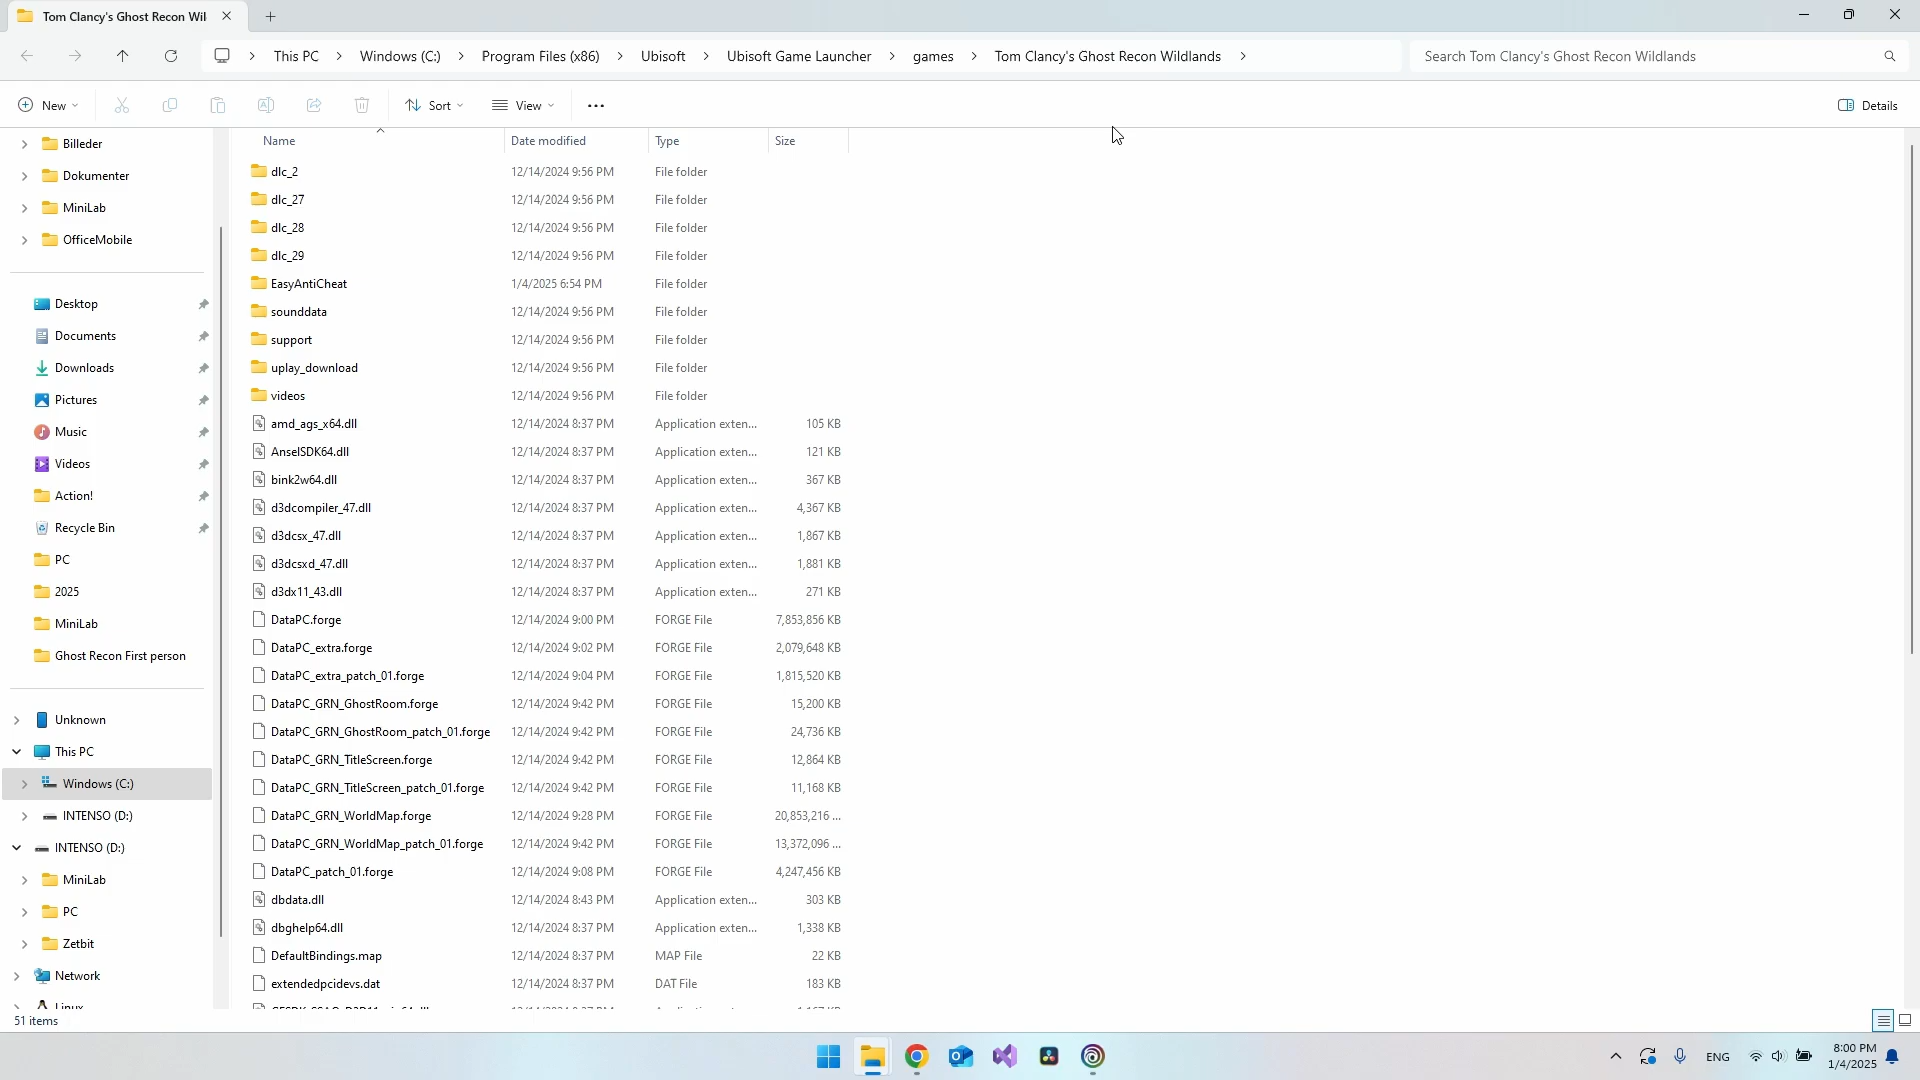 Tom Clancy's Ghost Recon Wil
This PC > Windows (C:) > Program Files (x86) > Ubisoft > Ubisoft Game Launcher > games > Tom Clancy's Ghost Recon Wildlands >
Search Tom Clancy's Ghost Recon Wildlands
New
Sort
View
Details
Name Date modified Type Size
Billeder
Dokumenter
MiniLab
OfficeMobile
Desktop
Documents
Downloads
Pictures
Music
Videos
Action!
Recycle Bin
PC
2025
MiniLab
Ghost Recon First person
Unknown
This PC
Windows (C:)
INTENSO (D:)
INTENSO (D:)
MiniLab
PC
Zetbit
Network
Linux
dlc_2 12/14/2024 9:56 PM File folder
dlc_27 12/14/2024 9:56 PM File folder
dlc_28 12/14/2024 9:56 PM File folder
dlc_29 12/14/2024 9:56 PM File folder
EasyAntiCheat 1/4/2025 6:54 PM File folder
sounddata 12/14/2024 9:56 PM File folder
support 12/14/2024 9:56 PM File folder
uplay_download 12/14/2024 9:56 PM File folder
videos 12/14/2024 9:56 PM File folder
amd_ags_x64.dll 12/14/2024 8:37 PM Application exten... 105 KB
AnselSDK64.dll 12/14/2024 8:37 PM Application exten... 121 KB
bink2w64.dll 12/14/2024 8:37 PM Application exten... 367 KB
d3dcompiler_47.dll 12/14/2024 8:37 PM Application exten... 4,367 KB
d3dcsx_47.dll 12/14/2024 8:37 PM Application exten... 1,867 KB
d3dcsxd_47.dll 12/14/2024 8:37 PM Application exten... 1,881 KB
d3dx11_43.dll 12/14/2024 8:37 PM Application exten... 271 KB
DataPC.forge 12/14/2024 9:00 PM FORGE File 7,853,856 KB
DataPC_extra.forge 12/14/2024 9:02 PM FORGE File 2,079,648 KB
DataPC_extra_patch_01.forge 12/14/2024 9:04 PM FORGE File 1,815,520 KB
DataPC_GRN_GhostRoom.forge 12/14/2024 9:42 PM FORGE File 15,200 KB
DataPC_GRN_GhostRoom_patch_01.forge 12/14/2024 9:42 PM FORGE File 24,736 KB
DataPC_GRN_TitleScreen.forge 12/14/2024 9:42 PM FORGE File 12,864 KB
DataPC_GRN_TitleScreen_patch_01.forge 12/14/2024 9:42 PM FORGE File 11,168 KB
DataPC_GRN_WorldMap.forge 12/14/2024 9:28 PM FORGE File 20,853,216 ...
DataPC_GRN_WorldMap_patch_01.forge 12/14/2024 9:42 PM FORGE File 13,372,096 ...
DataPC_patch_01.forge 12/14/2024 9:08 PM FORGE File 4,247,456 KB
dbdata.dll 12/14/2024 8:43 PM Application exten... 303 KB
dbghelp64.dll 12/14/2024 8:37 PM Application exten... 1,338 KB
DefaultBindings.map 12/14/2024 8:37 PM MAP File 22 KB
extendedpcidevs.dat 12/14/2024 8:37 PM DAT File 183 KB
51 items
ENG
8:00 PM
1/4/2025